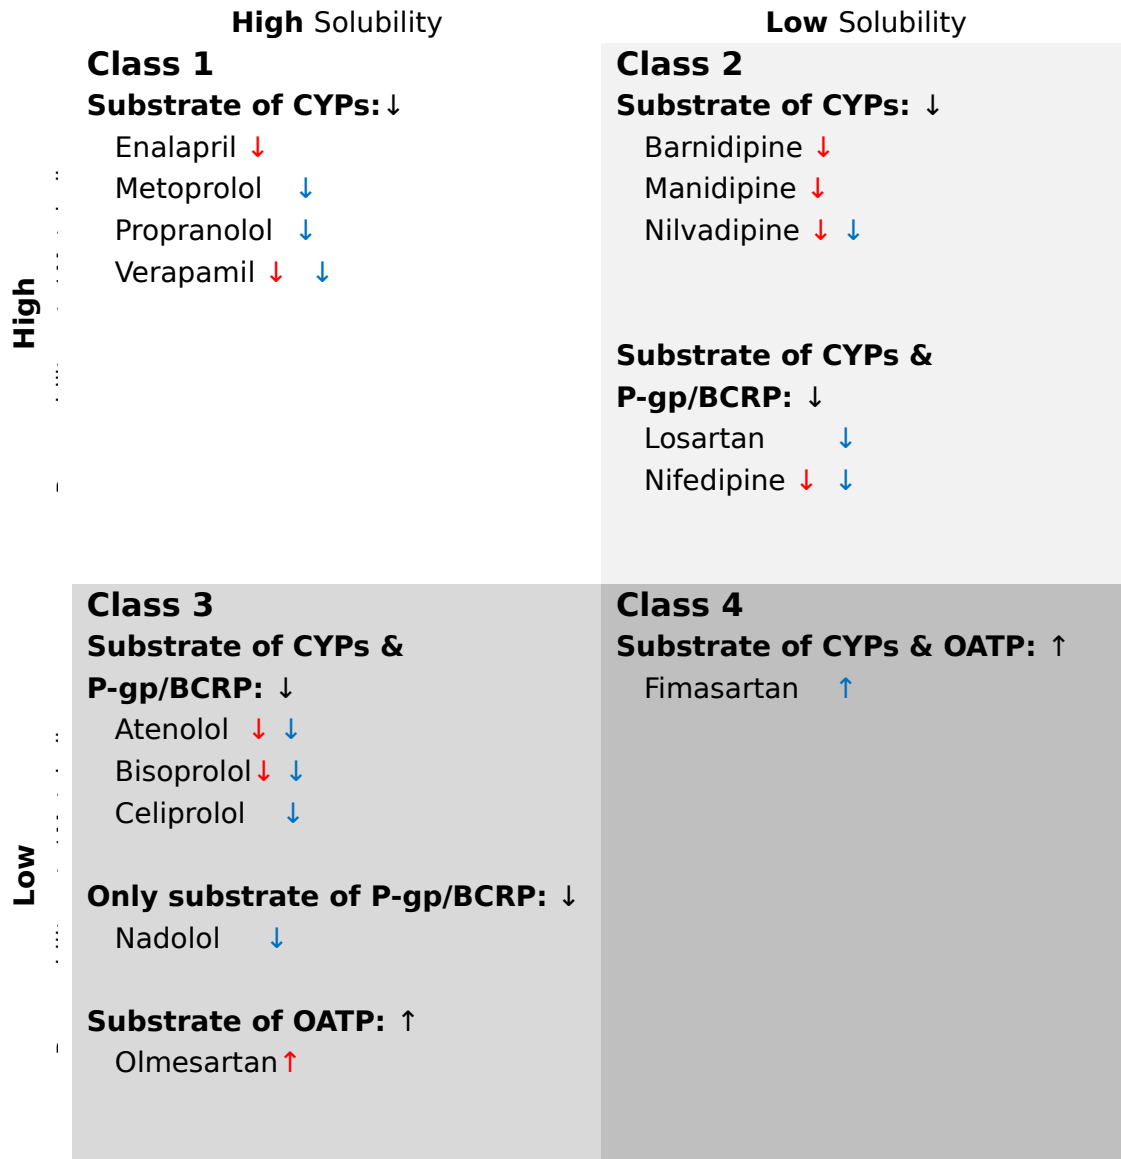 High Solubility
Low Solubility
High
Class 1
Substrate of CYPs:↓
Enalapril ↓
Metoprolol ↓
Propranolol ↓
Verapamil ↓ ↓
Class 2
Substrate of CYPs: ↓
Barnidipine ↓
Manidipine ↓
Nilvadipine ↓ ↓
Substrate of CYPs &
P-gp/BCRP: ↓
Losartan ↓
Nifedipine ↓ ↓
Low
Class 3
Substrate of CYPs &
P-gp/BCRP: ↓
Atenolol ↓ ↓
Bisoprolol↓ ↓
Celiprolol ↓
Only substrate of P-gp/BCRP: ↓
Nadolol ↓
Substrate of OATP: ↑
Olmesartan↑
Class 4
Substrate of CYPs & OATP: ↑
Fimasartan ↑